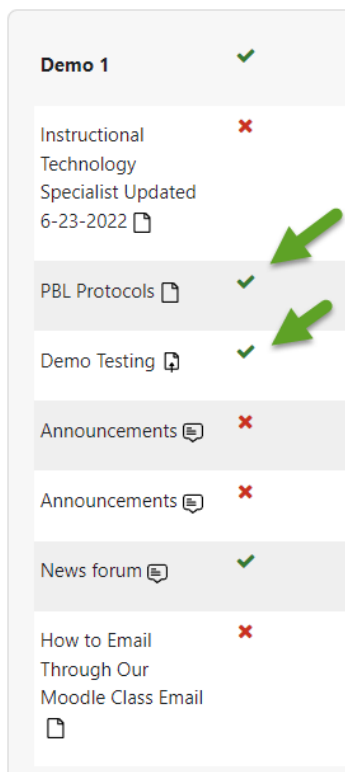 Demo 1
Instructional
Technology
Specialist Updated
6-23-2022
PBL Protocols
Demo Testing
Announcements
Announcements
News forum
How to Email
Through Our
Moodle Class Email